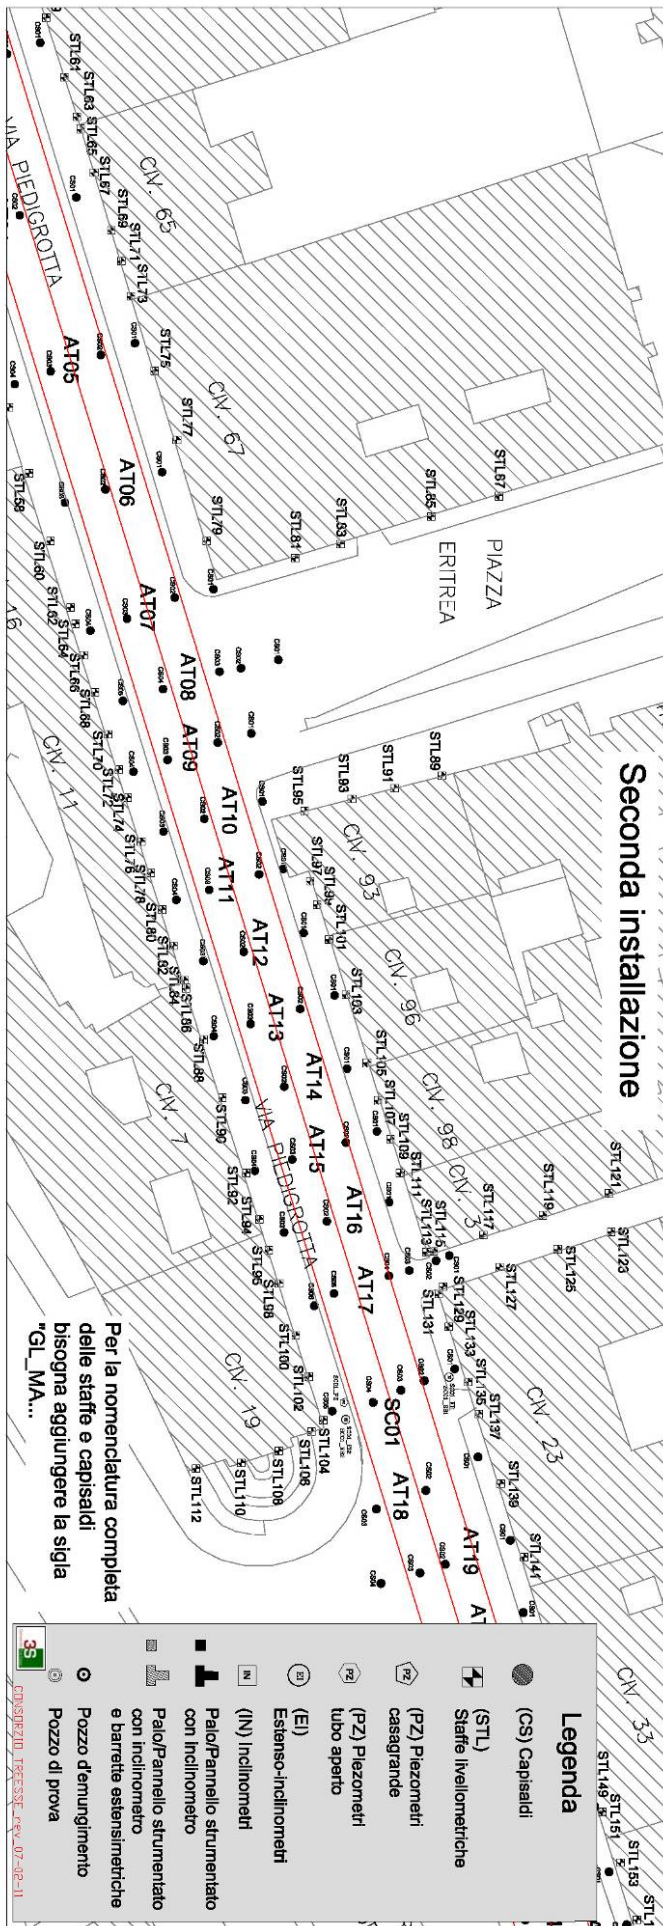 Seconda installazione
PIAZZA
ERITREA
VIA PIEDIGROTTA
VIA PIEDIGROTTA
CIV. 65
CIV. 67
CIV. 93
CIV. 96
CIV. 98
CIV. 3
CIV. 23
CIV. 33
16
CIV. 11
CIV. 7
CIV. 19
AT05
AT06
AT07
AT08
AT09
AT10
AT11
AT12
AT13
AT14
AT15
AT16
AT17
SC01
AT18
AT19
STL61
STL63
STL65
STL67
STL69
STL71
STL73
STL75
STL77
STL79
STL81
STL83
STL85
STL87
STL89
STL91
STL93
STL95
STL97
STL101
STL103
STL105
STL107
STL109
STL111
STL113
STL115
STL117
STL119
STL121
STL123
STL125
STL127
STL129
STL131
STL133
STL135
STL137
STL139
STL141
STL149
STL151
STL153
STL58
STL60
STL62
STL64
STL66
STL68
STL70
STL72
STL74
STL76
STL78
STL80
STL82
STL84
STL86
STL88
STL90
STL92
STL94
STL95
STL98
STL100
STL102
STL104
STL106
STL108
STL110
STL112
Per la nomenclatura completa
delle staffe e capisaldi
bisogna aggiungere la sigla
"GL_MA...
Legenda
(CS) Capisaldi
(STL)
Staffe livellometriche
PZ
(PZ) Piezometri
casagrande
PZ
(PZ) Piezometri
tubo aperto
EI
(EI)
Estenso-inclinometri
IN
(IN) Inclinometri
Palo/Pannello strumentato
con Inclinometro
Palo/Pannello strumentato
con inclinometro
e barrette estensimetriche
Pozzo d'emungimento
Pozzo di prova
3S
CONSORZIO TREESSE_rev_07-02-11